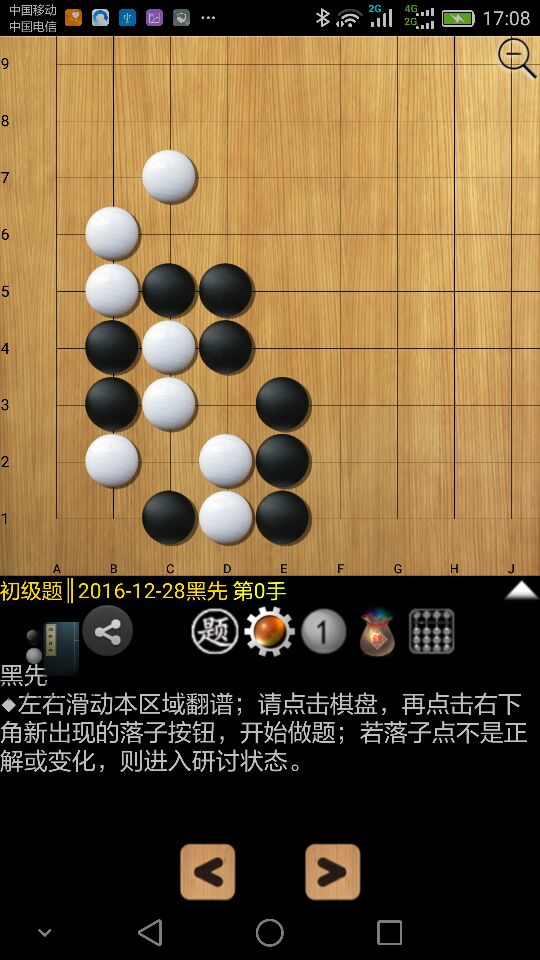 中国移动
中国电信
2G
4G
2G
17:08
9
8
7
6
5
4
3
2
1
A B C D E F G H J
初级题‖2016-12-28黑先 第0手
题
1
黑先
◆左右滑动本区域翻谱；请点击棋盘，再点击右下
角新出现的落子按钮，开始做题；若落子点不是正
解或变化，则进入研讨状态。